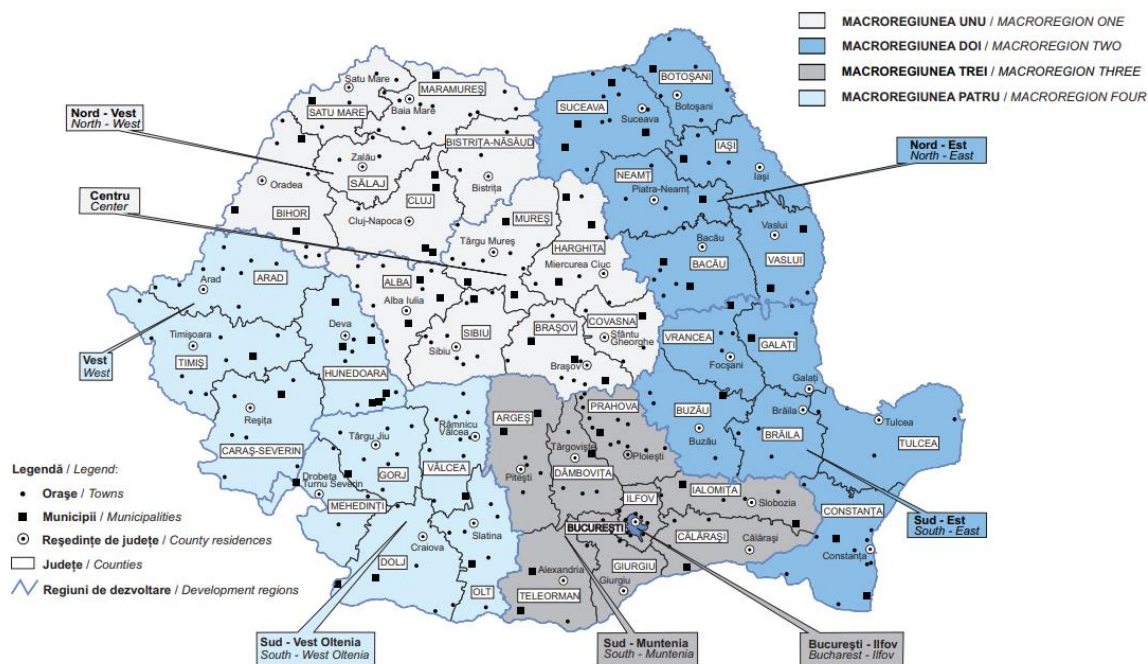 MACROREGIUNEA UNU / MACROREGION ONE
MACROREGIUNEA DOI / MACROREGION TWO
MACROREGIUNEA TREI / MACROREGION THREE
MACROREGIUNEA PATRU / MACROREGION FOUR
Nord - Vest
North - West
Centru
Center
Vest
West
Nord - Est
North - East
Sud - Est
South - East
Sud - Vest Oltenia
South - West Oltenia
Sud - Muntenia
South - Muntenia
Bucureşti - Ilfov
Bucharest - Ilfov
Satu Mare
SATU MARE
MARAMUREŞ
Baia Mare
BISTRIŢA-NĂSĂUD
Bistriţa
Zalău
SĂLAJ
Oradea
BIHOR
CLUJ
Cluj-Napoca
MUREŞ
Târgu Mureş
HARGHITA
Miercurea Ciuc
ALBA
Alba Iulia
SIBIU
Sibiu
BRAŞOV
Braşov
COVASNA
Sfântu
Gheorghe
SUCEAVA
Suceava
BOTOŞANI
Botoşani
IAŞI
Iaşi
NEAMŢ
Piatra-Neamţ
Bacău
BACĂU
Vaslui
VASLUI
VRANCEA
Focşani
GALAŢI
Galaţi
BUZĂU
Buzău
Brăila
BRĂILA
Tulcea
TULCEA
CONSTANŢA
Constanţa
ARAD
Arad
Timişoara
TIMIŞ
Deva
HUNEDOARA
Reşiţa
CARAŞ-SEVERIN
Târgu Jiu
GORJ
Râmnicu
Vâlcea
VÂLCEA
Drobeta
Turnu Severin
MEHEDINŢI
Craiova
DOLJ
Slatina
OLT
ARGEŞ
Piteşti
Târgovişte
DÂMBOVIŢA
PRAHOVA
Ploieşti
ILFOV
BUCUREŞTI
IALOMIŢA
Slobozia
CĂLĂRAŞI
Călăraşi
GIURGIU
Giurgiu
Alexandria
TELEORMAN
Legendă / Legend:
Oraşe / Towns
Municipii / Municipalities
Reşedinţe de judeţe / County residences
Judeţe / Counties
Regiuni de dezvoltare / Development regions